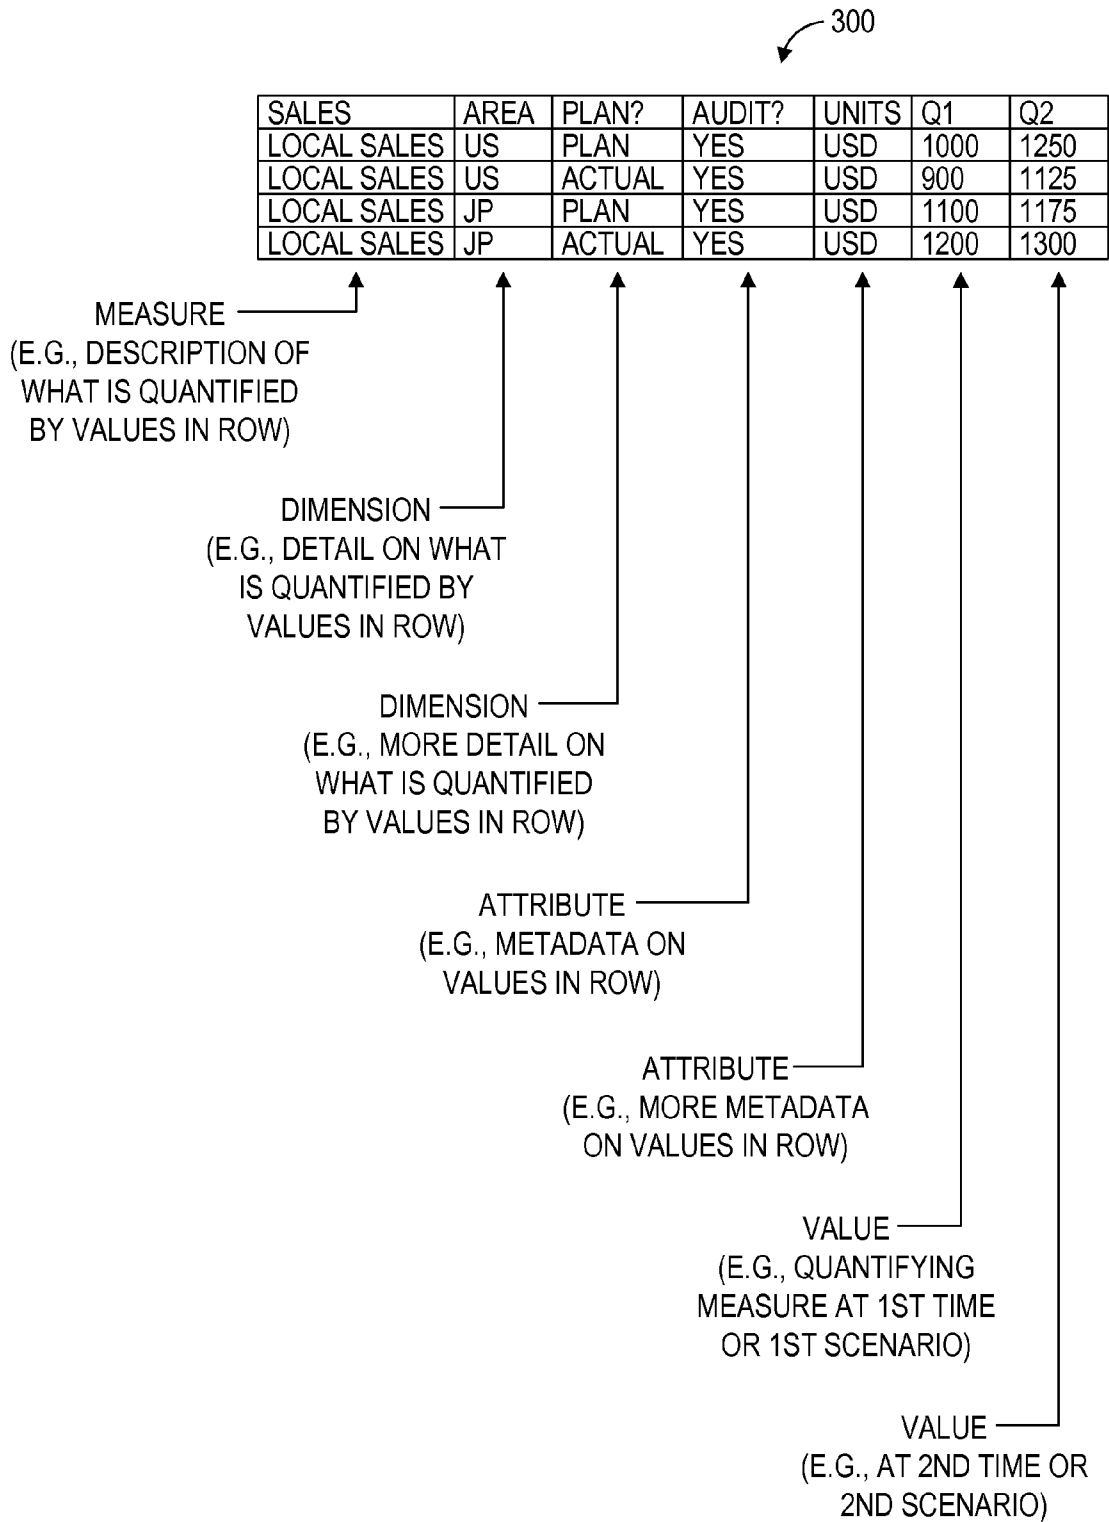 300
SALES AREA PLAN? AUDIT? UNITS Q1 Q2
LOCAL SALES US PLAN YES USD 1000 1250
LOCAL SALES US ACTUAL YES USD 900 1125
LOCAL SALES JP PLAN YES USD 1100 1175
LOCAL SALES JP ACTUAL YES USD 1200 1300
MEASURE
(E.G., DESCRIPTION OF
WHAT IS QUANTIFIED
BY VALUES IN ROW)
DIMENSION
(E.G., DETAIL ON WHAT
IS QUANTIFIED BY
VALUES IN ROW)
DIMENSION
(E.G., MORE DETAIL ON
WHAT IS QUANTIFIED
BY VALUES IN ROW)
ATTRIBUTE
(E.G., METADATA ON
VALUES IN ROW)
ATTRIBUTE
(E.G., MORE METADATA
ON VALUES IN ROW)
VALUE
(E.G., QUANTIFYING
MEASURE AT 1ST TIME
OR 1ST SCENARIO)
VALUE
(E.G., AT 2ND TIME OR
2ND SCENARIO)